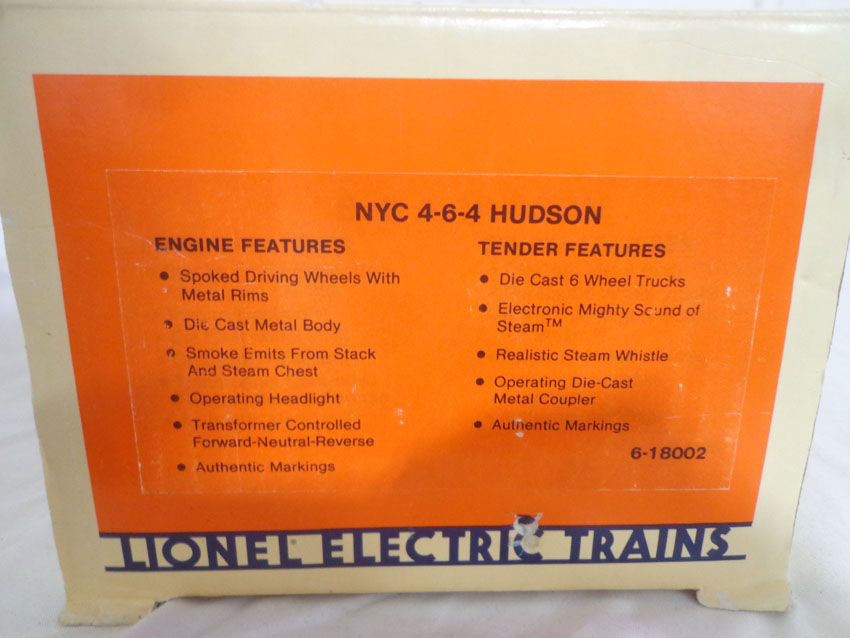 NYC 4-6-4 HUDSON
ENGINE FEATURES
• Spoked Driving Wheels With
Metal Rims
• Die Cast Metal Body
• Smoke Emits From Stack
And Steam Chest
• Operating Headlight
• Transformer Controlled
Forward-Neutral-Reverse
• Authentic Markings
TENDER FEATURES
• Die Cast 6 Wheel Trucks
• Electronic Mighty Sound of
Steam™
• Realistic Steam Whistle
• Operating Die-Cast
Metal Coupler
• Authentic Markings
6-18002
LIONEL® ELECTRIC TRAINS